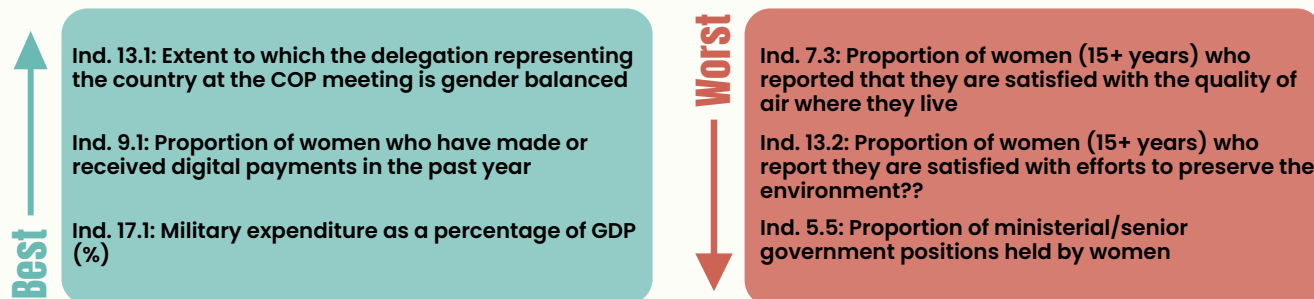 Best
Ind. 13.1: Extent to which the delegation representing
the country at the COP meeting is gender balanced
Ind. 9.1: Proportion of women who have made or
received digital payments in the past year
Ind. 17.1: Military expenditure as a percentage of GDP
(%)
Worst
Ind. 7.3: Proportion of women (15+ years) who
reported that they are satisfied with the quality of
air where they live
Ind. 13.2: Proportion of women (15+ years) who
report they are satisfied with efforts to preserve the
environment??
Ind. 5.5: Proportion of ministerial/senior
government positions held by women